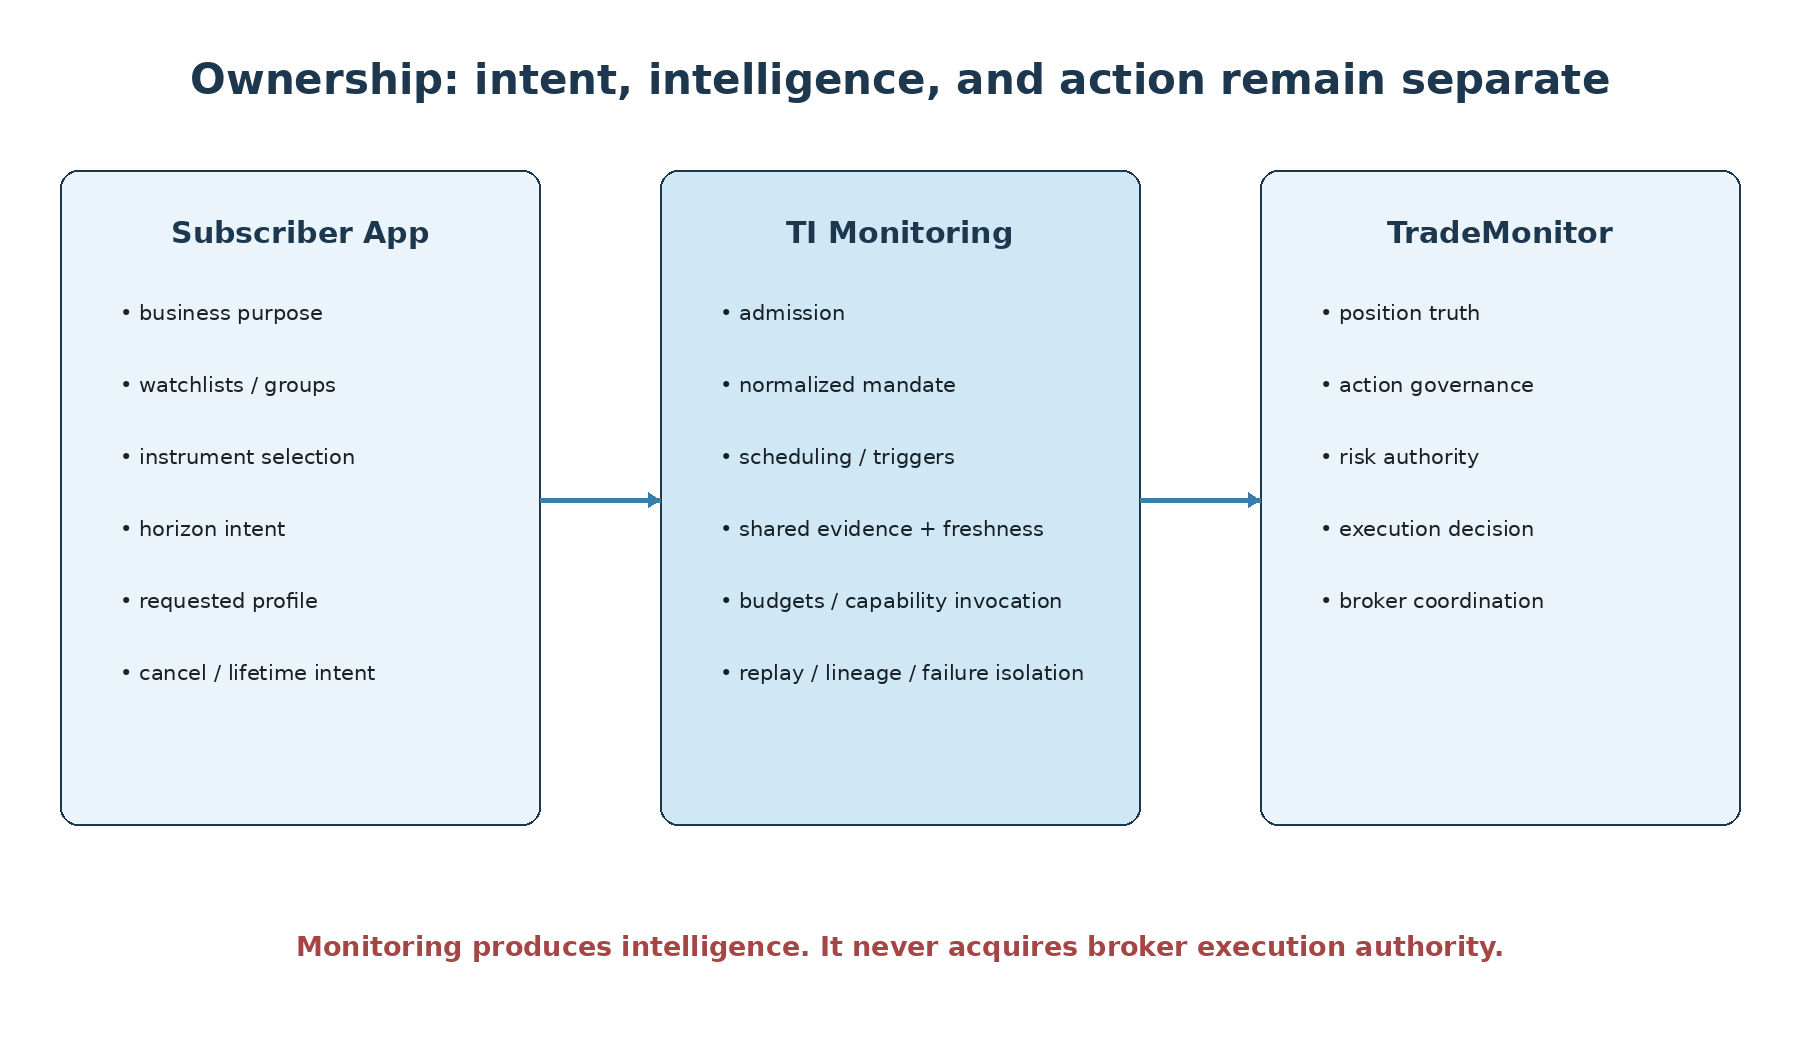 Ownership: intent, intelligence, and action remain separate
Subscriber App
• business purpose
• watchlists / groups
• instrument selection
• horizon intent
• requested profile
• cancel / lifetime intent
TI Monitoring
• admission
• normalized mandate
• scheduling / triggers
• shared evidence + freshness
• budgets / capability invocation
• replay / lineage / failure isolation
TradeMonitor
• position truth
• action governance
• risk authority
• execution decision
• broker coordination
Monitoring produces intelligence. It never acquires broker execution authority.